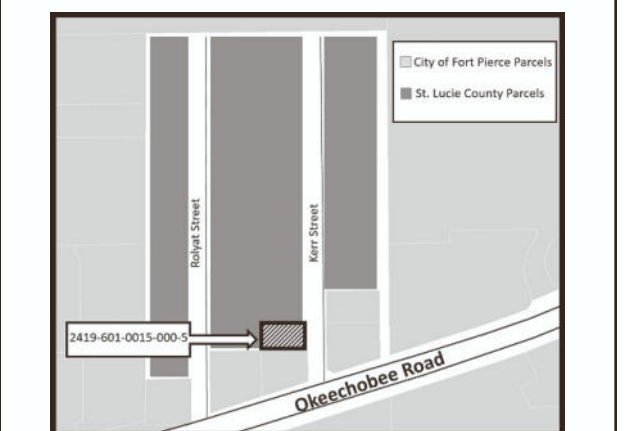 City of Fort Pierce Parcels
St. Lucie County Parcels
Rolyat Street
Kerr Street
2419-601-0015-000-5
Okeechobee Road